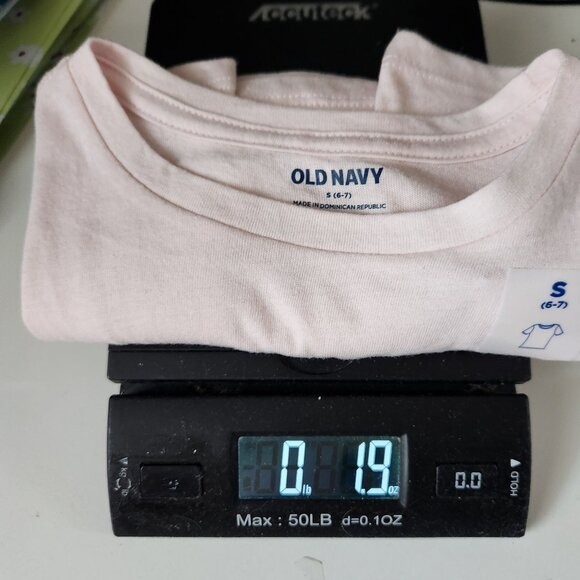 Accuteck
OLD NAVY
S (6-7)
MADE IN DOMINICAN REPUBLIC
S
(6-7)
0 lb 1.9 oz
0.0
HOLD
Max : 50LB d=0.1OZ